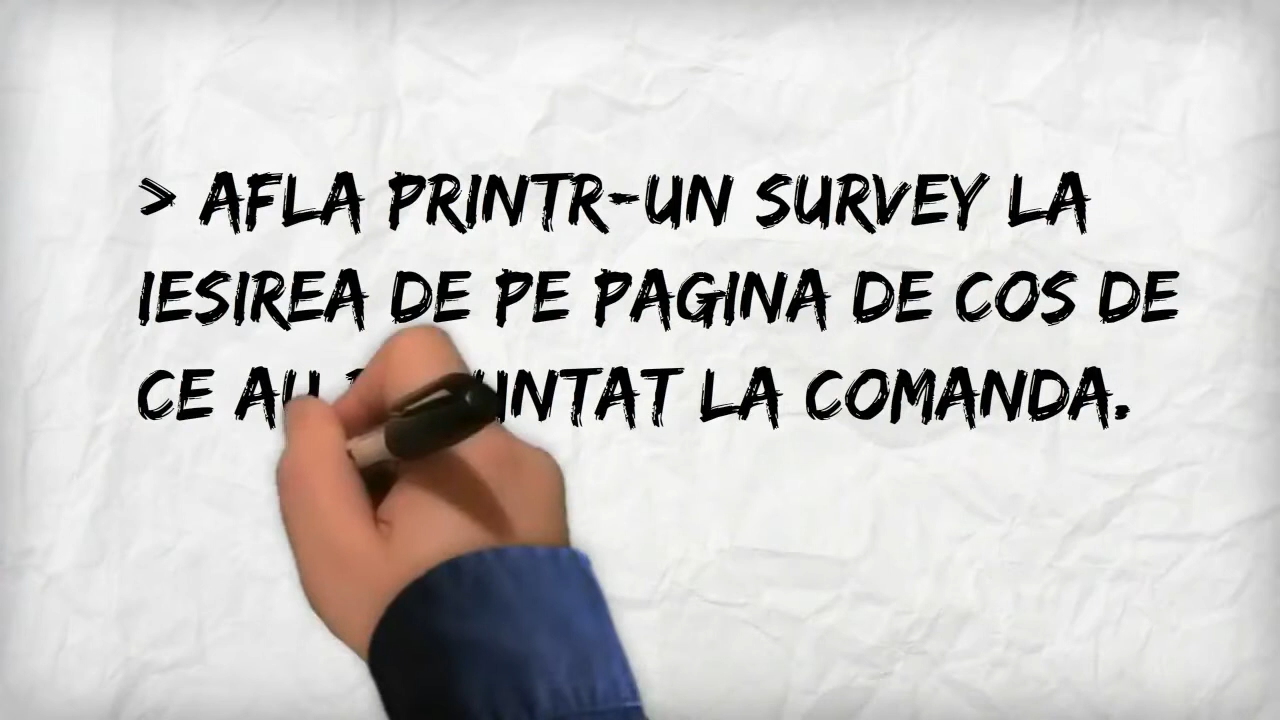 > AFLA PRINTR-UN SURVEY LA
IESIREA DE PE PAGINA DE COS DE
CE AU LA COMANDA.